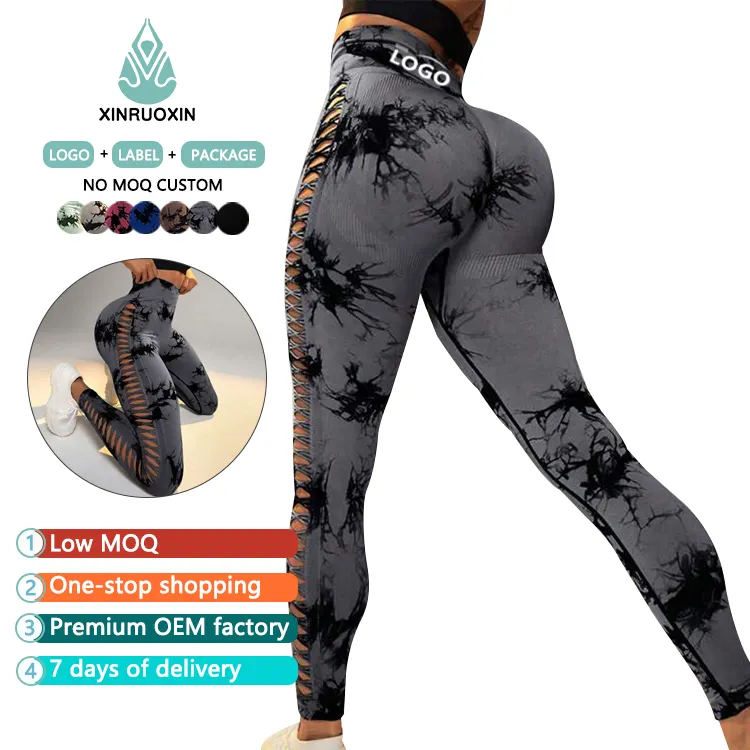 XINRUOXIN
LOGO + LABEL + PACKAGE
NO MOQ CUSTOM
LOGO
1 Low MOQ
2 One-stop shopping
3 Premium OEM factory
4 7 days of delivery